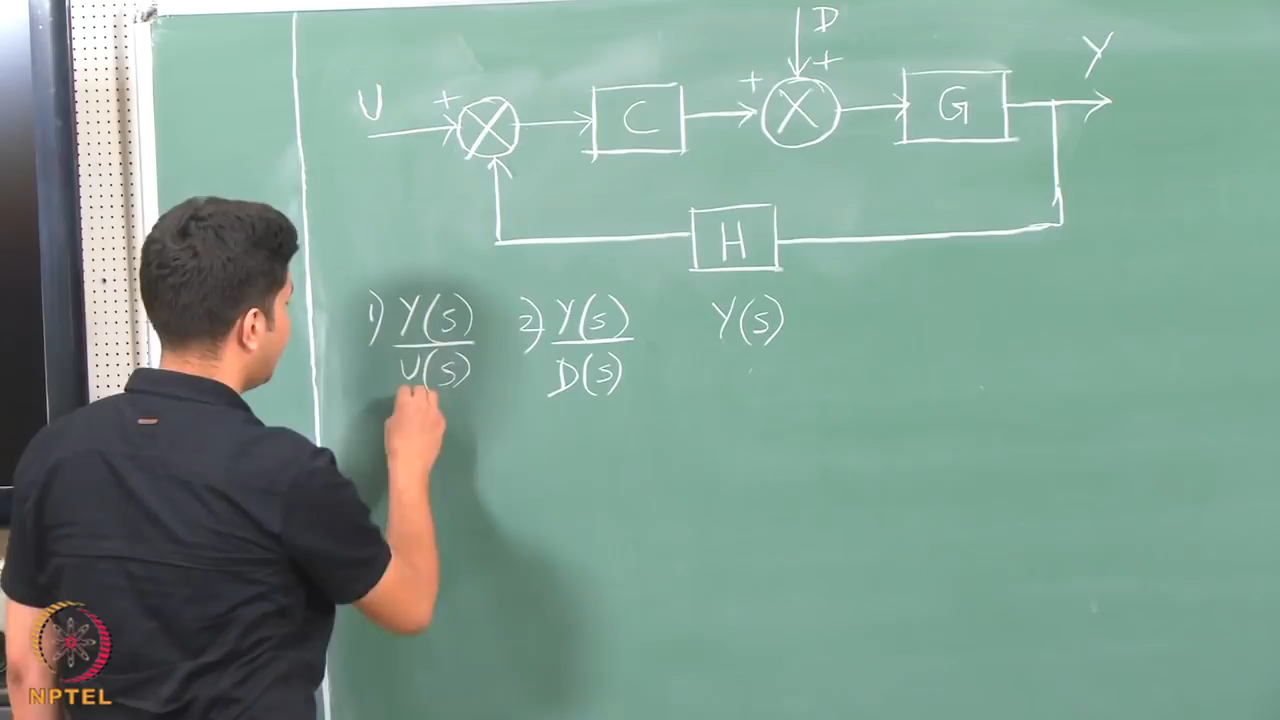 D
U + C + + G Y
H
1) Y(s)/U(s) 2) Y(s)/D(s) Y(s)
NPTEL